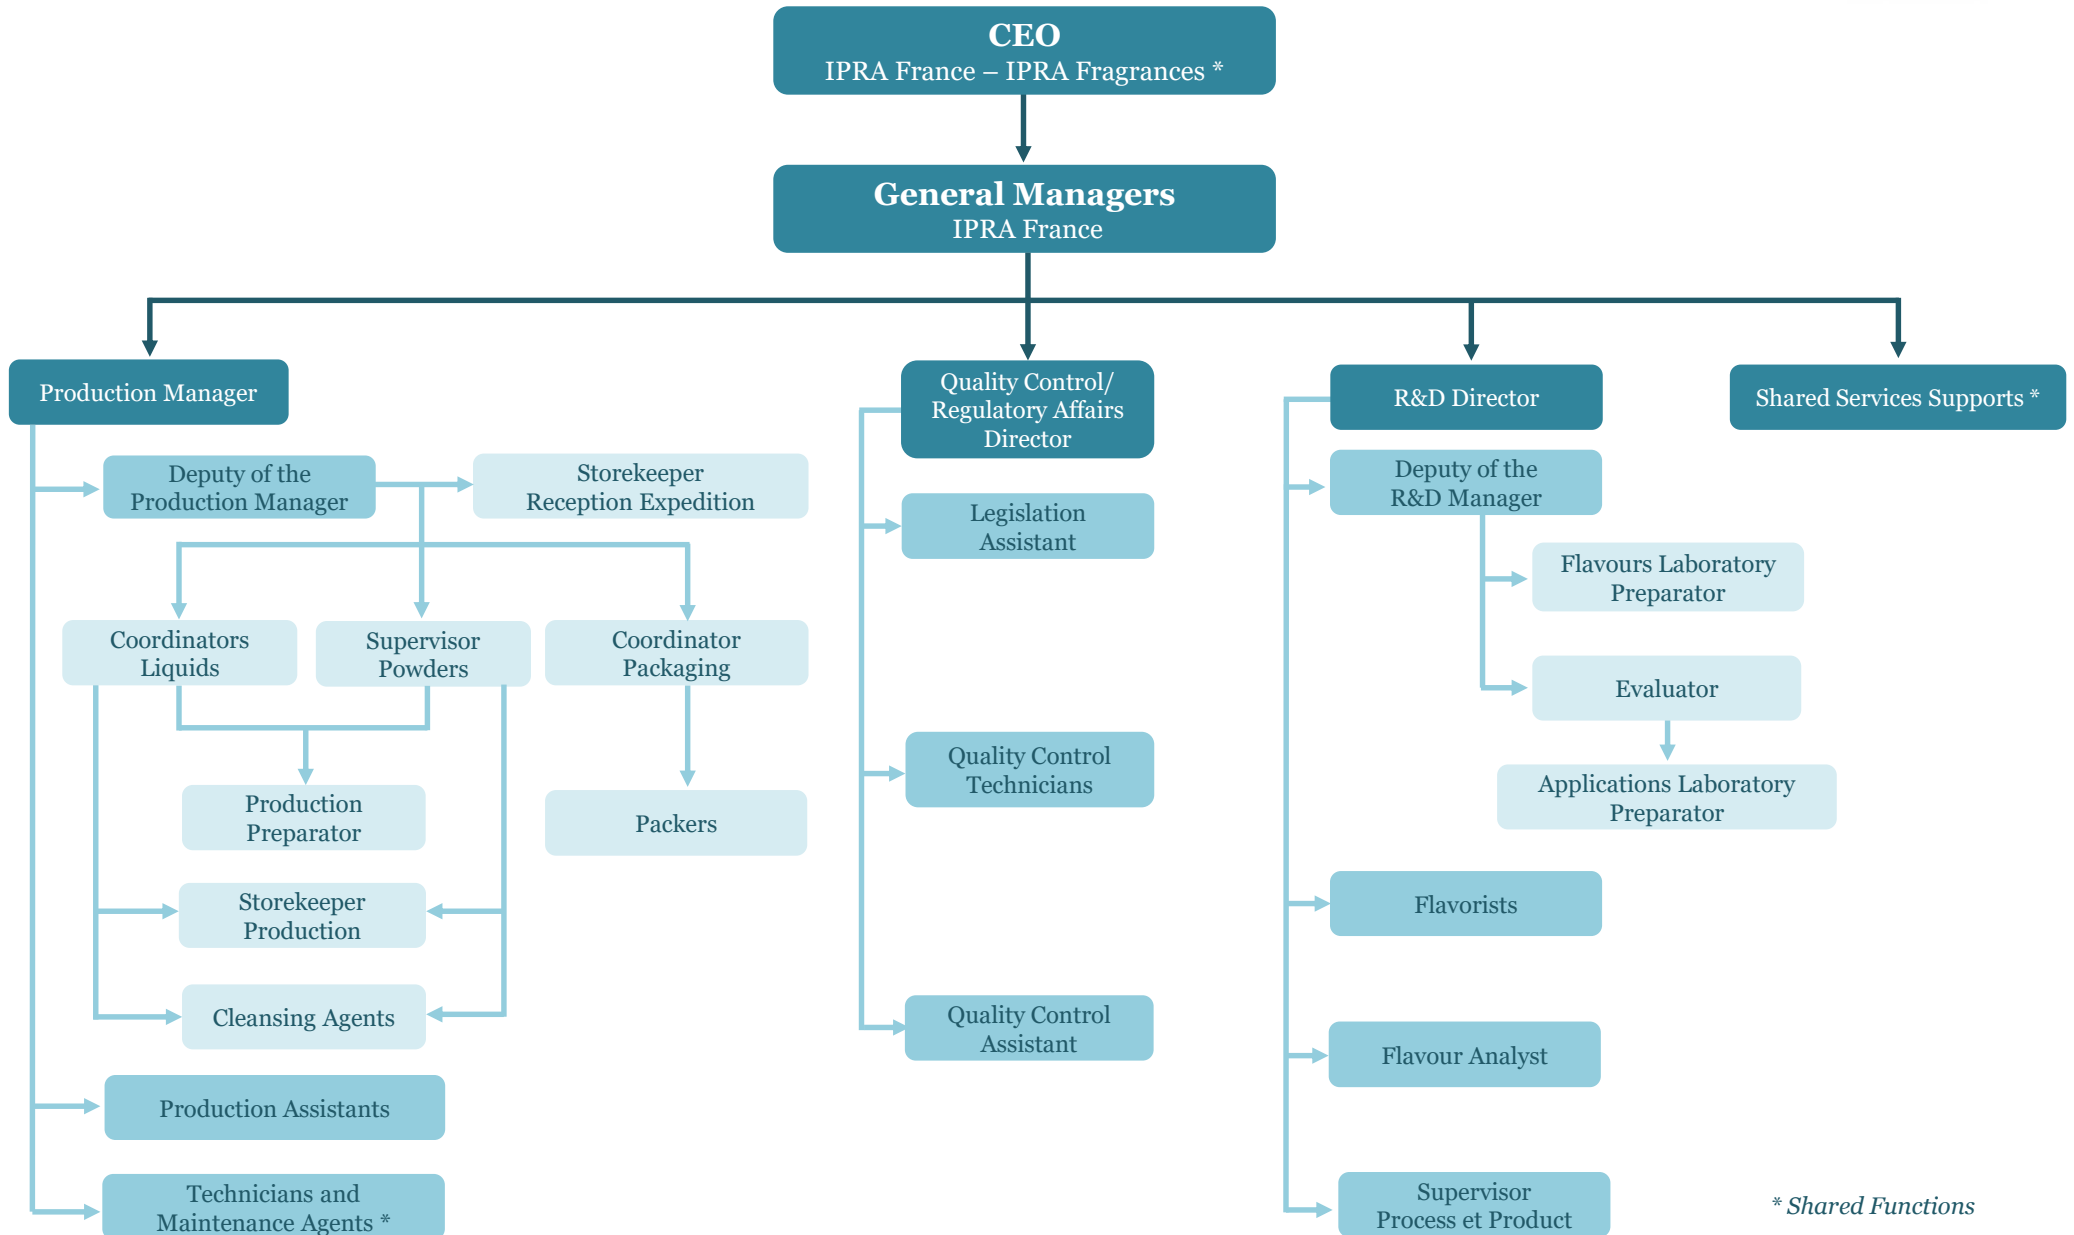 CEO
IPRA France – IPRA Fragrances *
General Managers
IPRA France
Production Manager
Deputy of the
Production Manager
Storekeeper
Reception Expedition
Coordinators
Liquids
Supervisor
Powders
Coordinator
Packaging
Production
Preparator
Packers
Storekeeper
Production
Cleansing Agents
Production Assistants
Technicians and
Maintenance Agents *
Quality Control/
Regulatory Affairs
Director
Legislation
Assistant
Quality Control
Technicians
Quality Control
Assistant
R&D Director
Deputy of the
R&D Manager
Flavours Laboratory
Preparator
Evaluator
Applications Laboratory
Preparator
Flavorists
Flavour Analyst
Supervisor
Process et Product
Shared Services Supports *
* Shared Functions